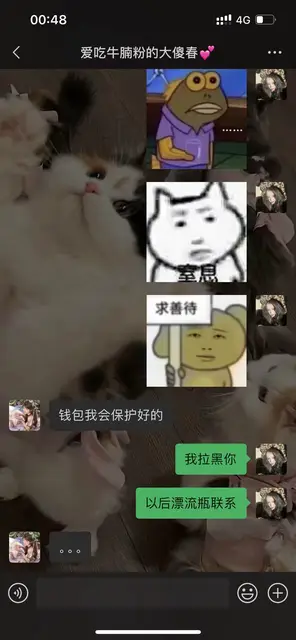 00:48
4G
爱吃牛腩粉的大傻春💕
……
窒息
求善待
钱包我会保护好的
我拉黑你
以后漂流瓶联系
。。。